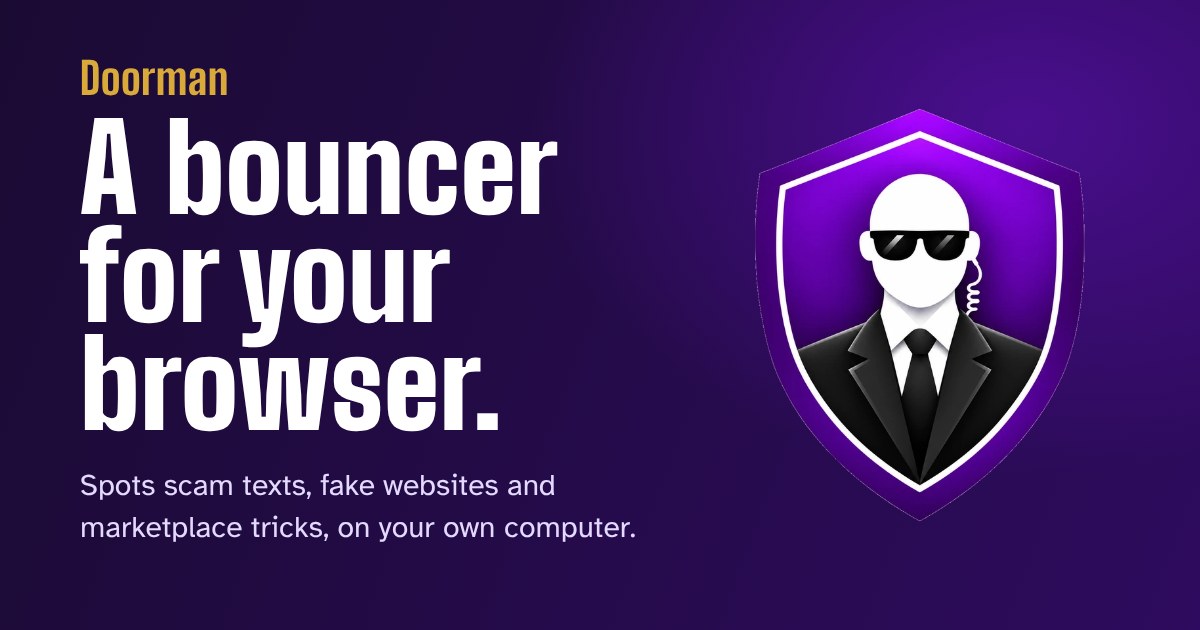 Doorman
A bouncer
for your
browser.
Spots scam texts, fake websites and
marketplace tricks, on your own computer.